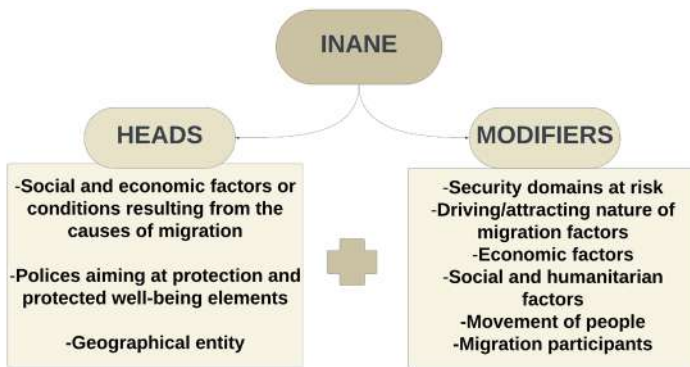 INANE
HEADS
-Social and economic factors or
conditions resulting from the
causes of migration
-Polices aiming at protection and
protected well-being elements
-Geographical entity
MODIFIERS
-Security domains at risk
-Driving/attracting nature of
migration factors
-Economic factors
-Social and humanitarian
factors
-Movement of people
-Migration participants